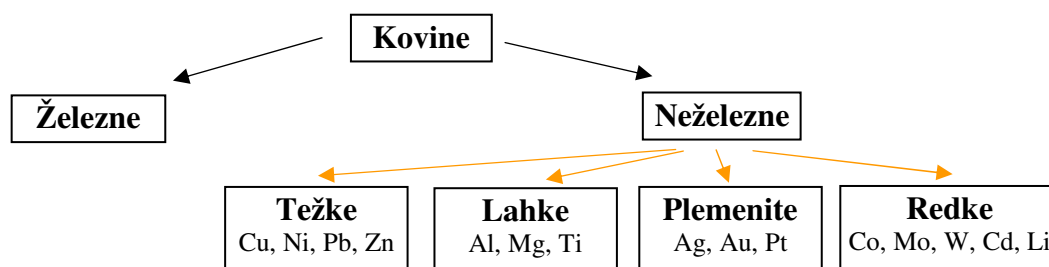 Kovine
Železne
Neželezne
Težke
Cu, Ni, Pb, Zn
Lahke
Al, Mg, Ti
Plemenite
Ag, Au, Pt
Redke
Co, Mo, W, Cd, Li